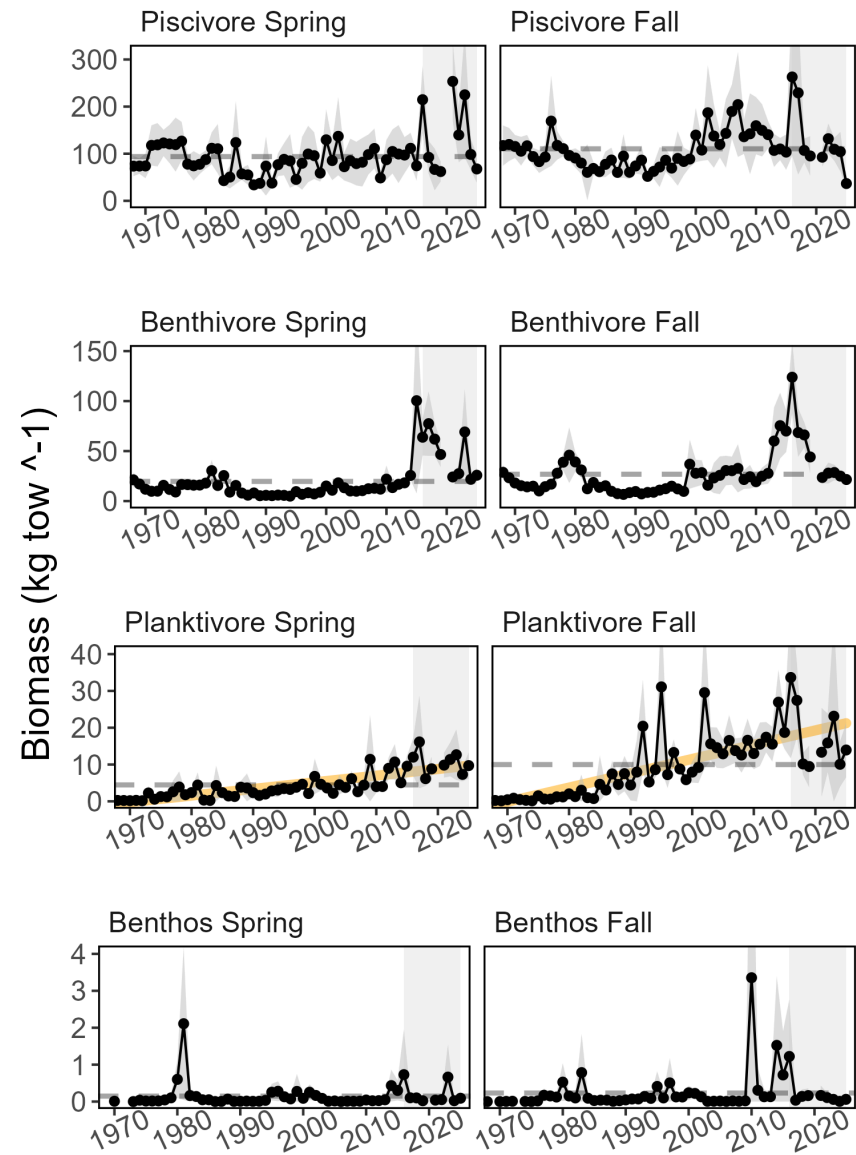 Piscivore Spring
Piscivore Fall
300
200
100
0
1970 1980 1990 2000 2010 2020
1970 1980 1990 2000 2010 2020
Benthivore Spring
Benthivore Fall
150
100
50
0
1970 1980 1990 2000 2010 2020
1970 1980 1990 2000 2010 2020
Biomass (kg tow ^-1)
Planktivore Spring
Planktivore Fall
40
30
20
10
0
1970 1980 1990 2000 2010 2020
1970 1980 1990 2000 2010 2020
Benthos Spring
Benthos Fall
4
3
2
1
0
1970 1980 1990 2000 2010 2020
1970 1980 1990 2000 2010 2020